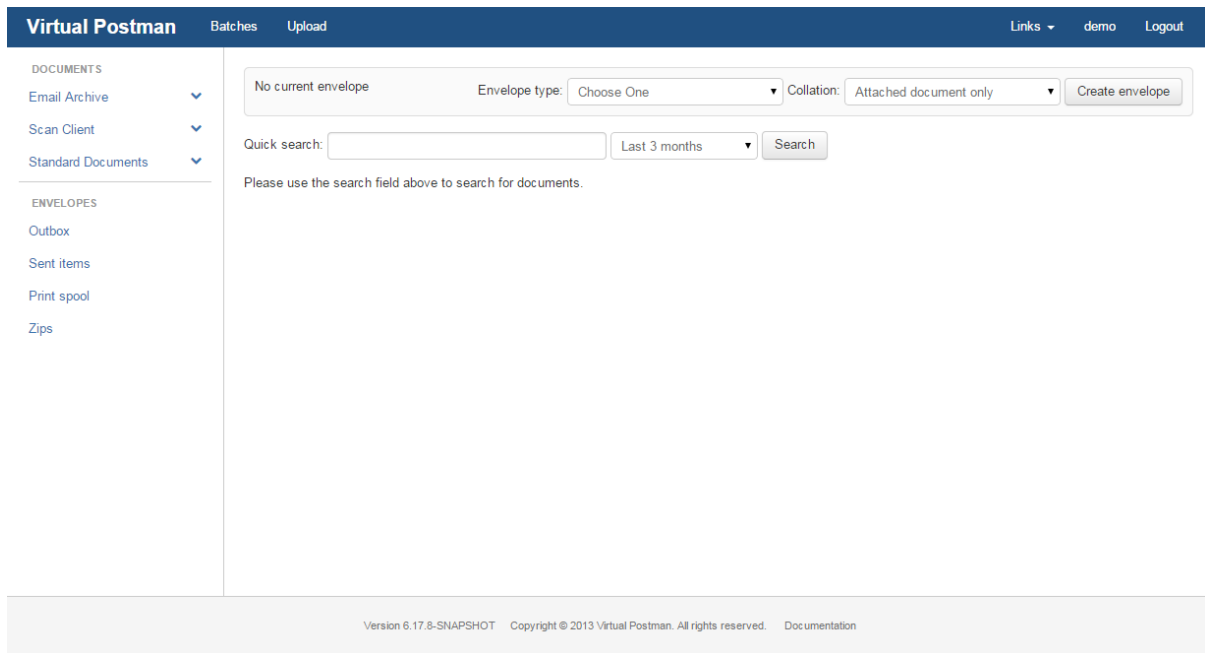 Virtual Postman Batches Upload Links demo Logout
DOCUMENTS
Email Archive
Scan Client
Standard Documents
ENVELOPES
Outbox
Sent items
Print spool
Zips
No current envelope Envelope type: Choose One Collation: Attached document only Create envelope
Quick search: Last 3 months Search
Please use the search field above to search for documents.
Version 6.17.8-SNAPSHOT Copyright © 2013 Virtual Postman. All rights reserved. Documentation